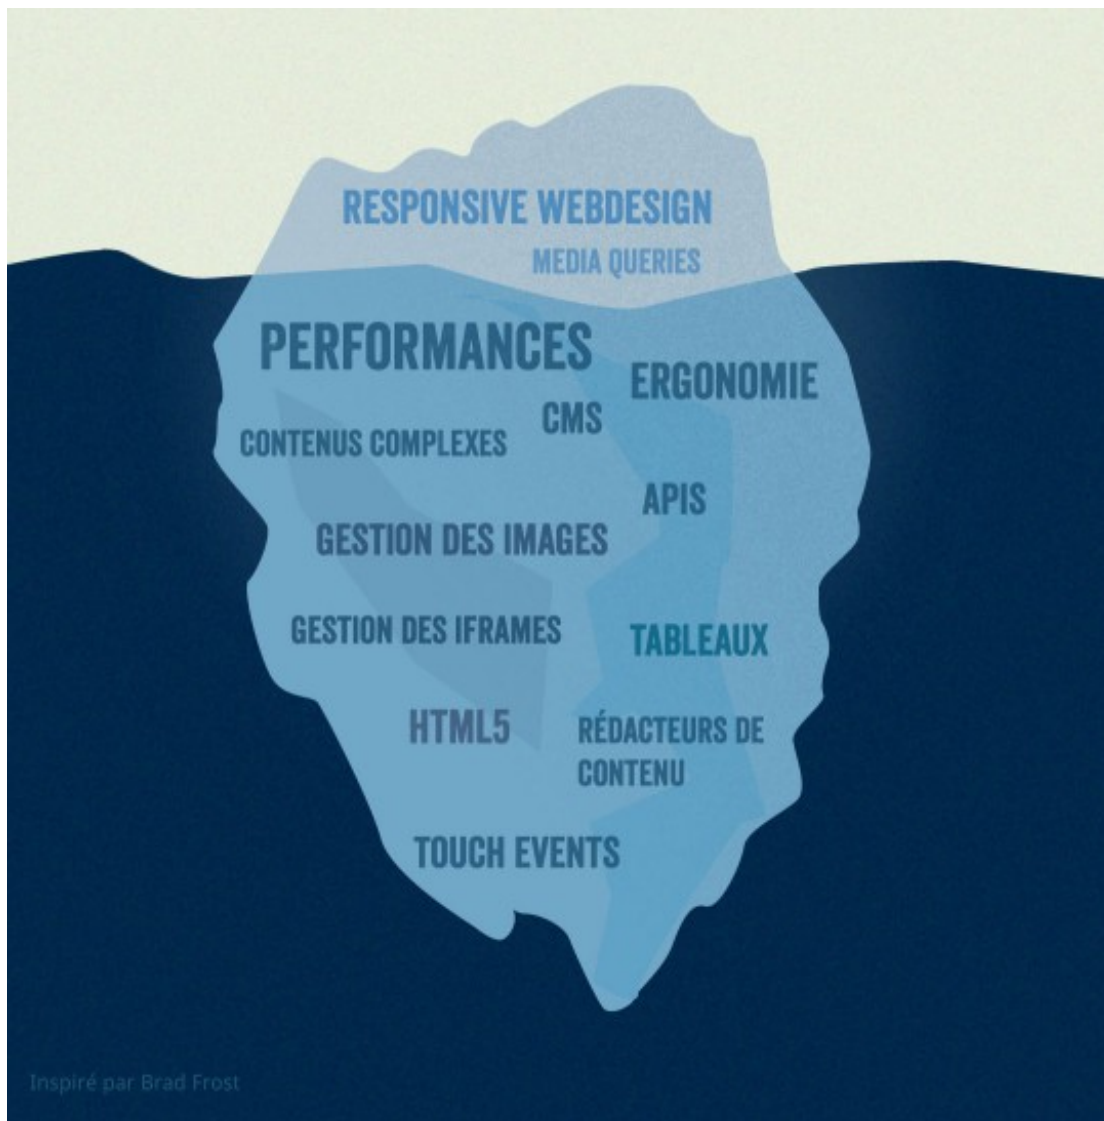 RESPONSIVE WEBDESIGN
MEDIA QUERIES
PERFORMANCES
ERGONOMIE
CMS
CONTENUS COMPLEXES
APIS
GESTION DES IMAGES
GESTION DES IFRAMES
TABLEAUX
HTML5
RÉDACTEURS DE
CONTENU
TOUCH EVENTS
Inspiré par Brad Frost